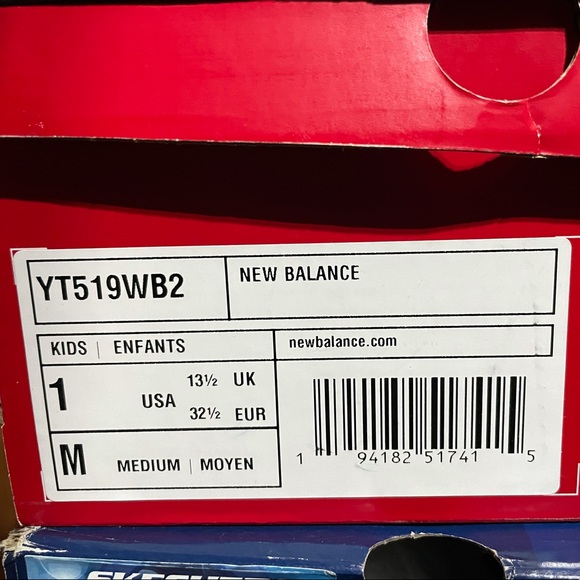 YT519WB2
NEW BALANCE
KIDS | ENFANTS
newbalance.com
1 USA 13½ UK
32½ EUR
M MEDIUM | MOYEN
1 94182 51741 5
SKECHERS